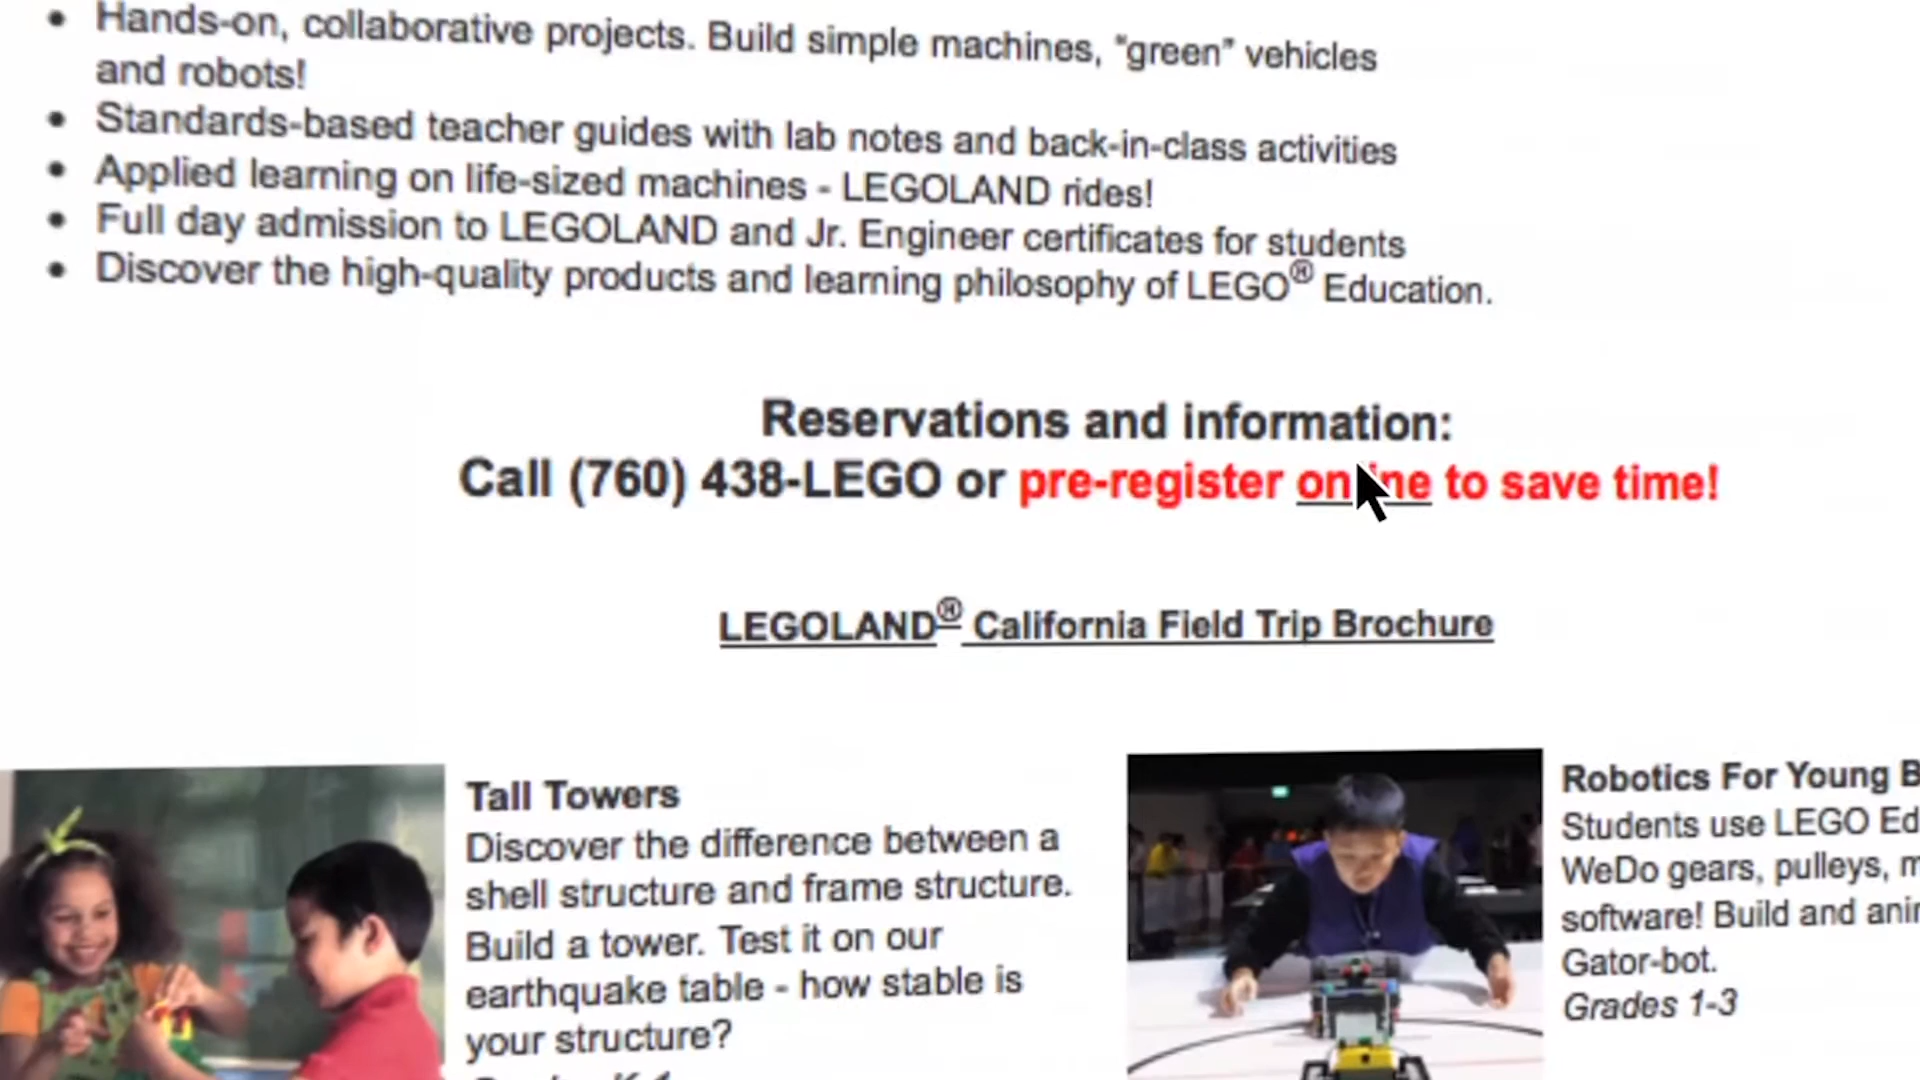 Hands-on, collaborative projects. Build simple machines, “green” vehicles
and robots!
Standards-based teacher guides with lab notes and back-in-class activities
Applied learning on life-sized machines - LEGOLAND rides!
Full day admission to LEGOLAND and Jr. Engineer certificates for students
Discover the high-quality products and learning philosophy of LEGO® Education.
Reservations and information:
Call (760) 438-LEGO or pre-register online to save time!
LEGOLAND® California Field Trip Brochure
Tall Towers
Discover the difference between a
shell structure and frame structure.
Build a tower. Test it on our
earthquake table - how stable is
your structure?
Robotics For Young
Students use LEGO
WeDo gears, pulleys,
software! Build and
Gator-bot.
Grades 1-3